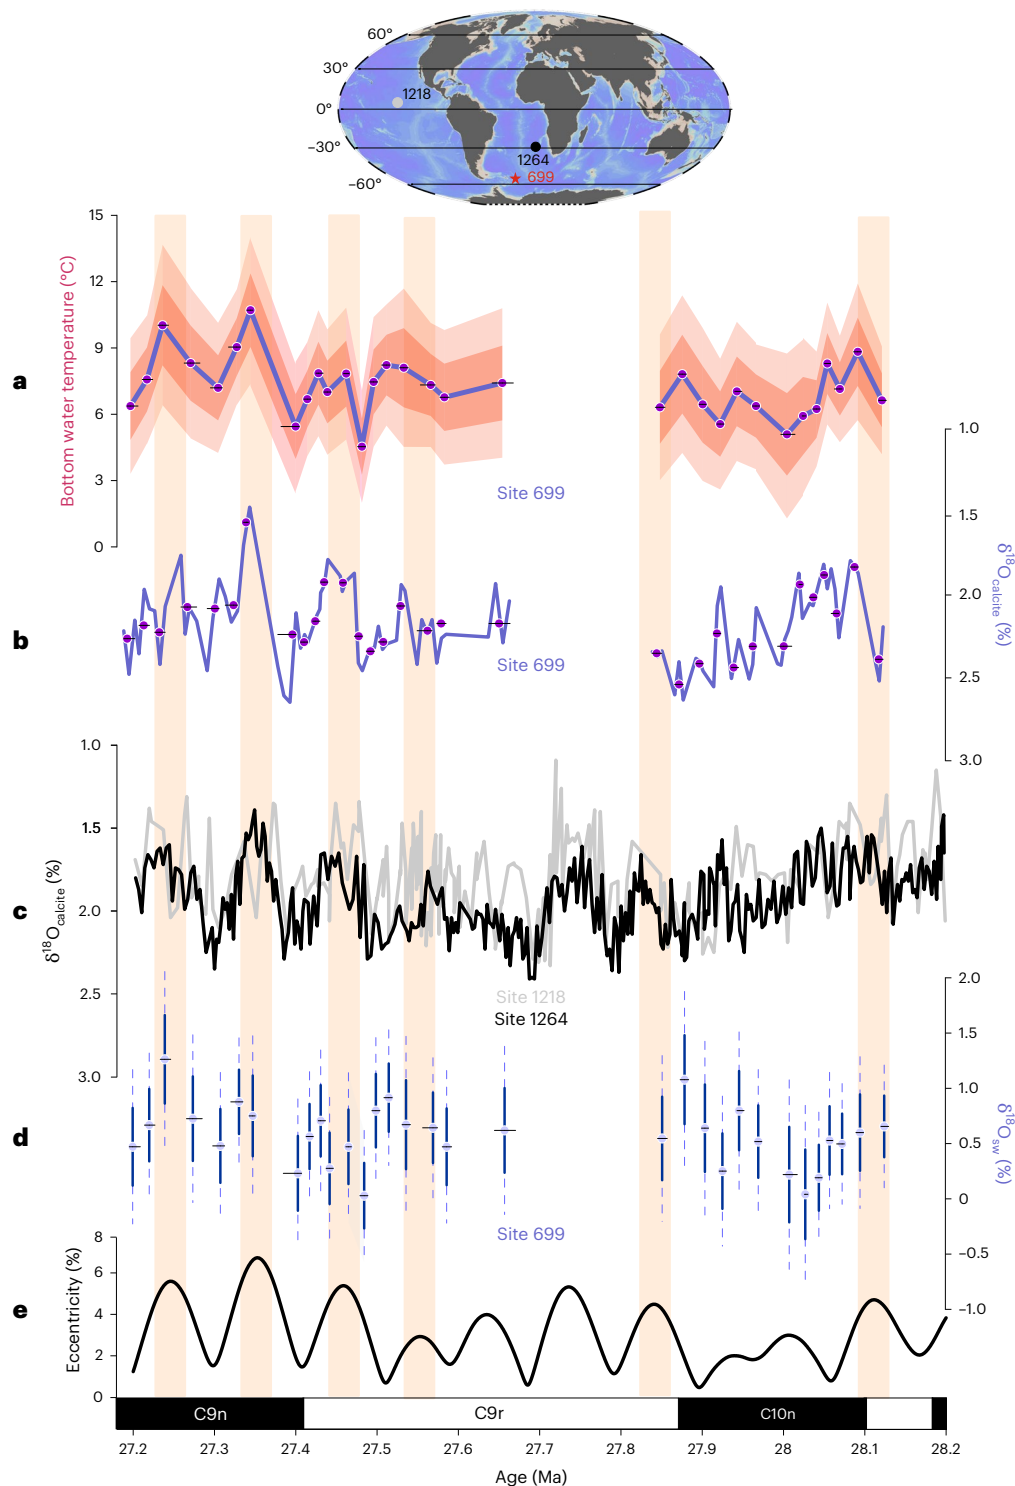 60°
30°
1218
0°
-30°
1264
699
-60°
15
12
9
6
3
0
Bottom water temperature (°C)
a
Site 699
1.0
1.5
2.0
2.5
3.0
δ18Ocalcite (%)
b
Site 699
1.0
1.5
2.0
2.5
3.0
δ18Ocalcite (%)
c
Site 1218
Site 1264
2.0
1.5
1.0
0.5
0
-0.5
-1.0
δ18Osw (%)
d
Site 699
8
6
4
2
0
Eccentricity (%)
e
C9n C9r C10n
27.2 27.3 27.4 27.5 27.6 27.7 27.8 27.9 28 28.1 28.2
Age (Ma)